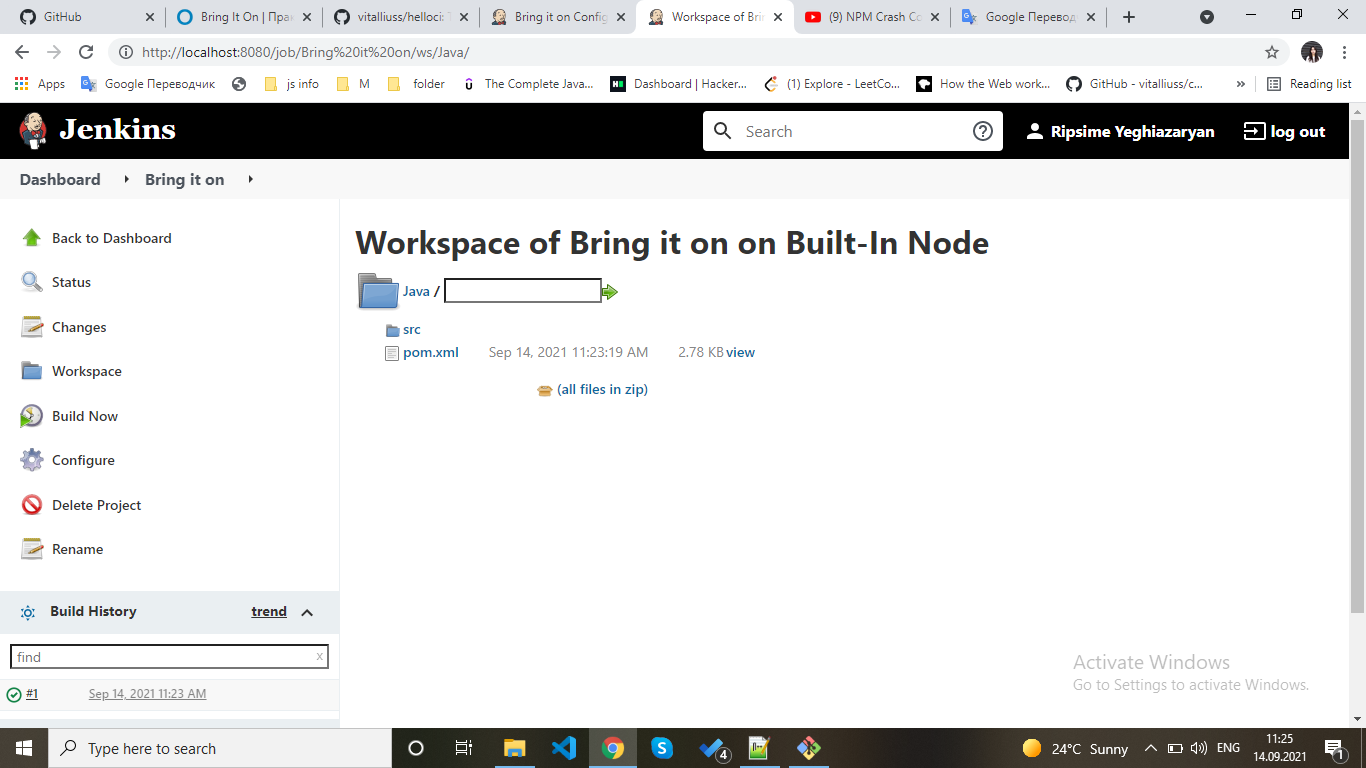 GitHub
Bring It On | Пра
vitalliuss/helloci: T
Bring it on Config
Workspace of Brin
(9) NPM Crash Co
Google Перевод
http://localhost:8080/job/Bring%20it%20on/ws/Java/
Apps
Google Переводчик
js info
M
folder
The Complete Java...
Dashboard | Hacker...
(1) Explore - LeetCo...
How the Web work...
GitHub - vitalliuss/c...
»
Reading list
Jenkins
Search
Ripsime Yeghiazaryan
log out
Dashboard
Bring it on
Back to Dashboard
Status
Changes
Workspace
Build Now
Configure
Delete Project
Rename
Build History
trend
find
x
#1
Sep 14, 2021 11:23 AM
Workspace of Bring it on on Built-In Node
Java /
src
pom.xml Sep 14, 2021 11:23:19 AM 2.78 KB view
(all files in zip)
Activate Windows
Go to Settings to activate Windows.
Type here to search
4
24°C Sunny
ENG
11:25
14.09.2021
1